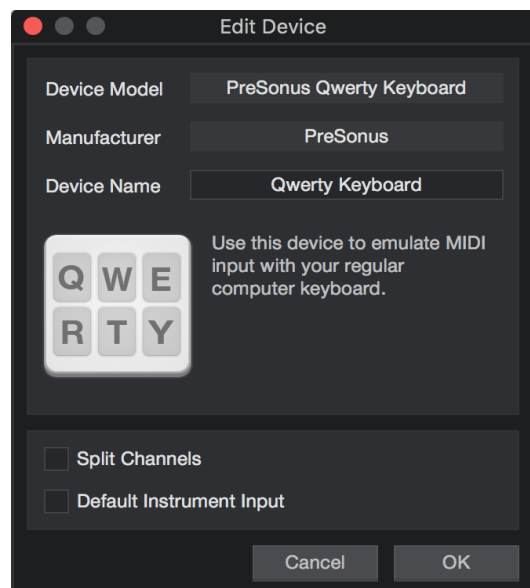 Edit Device
Device Model PreSonus Qwerty Keyboard
Manufacturer PreSonus
Device Name Qwerty Keyboard
Q W E
R T Y
Use this device to emulate MIDI
input with your regular
computer keyboard.
Split Channels
Default Instrument Input
Cancel OK